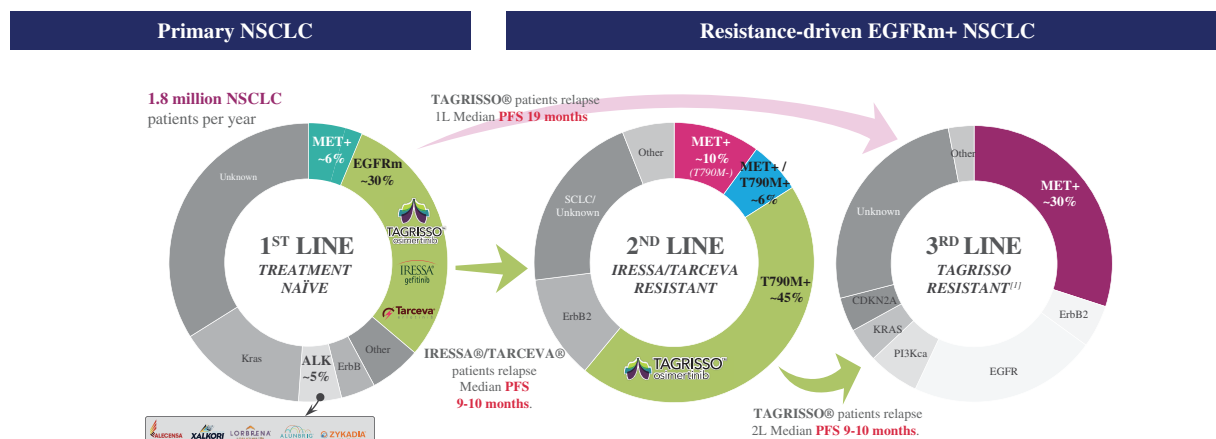 Primary NSCLC
Resistance-driven EGFRm+ NSCLC
1.8 million NSCLC
patients per year
TAGRISSO® patients relapse
1L Median PFS 19 months
MET+
~6%
EGFRm
~30%
TAGRISSO™
osimertinib
IRESSA®
gefitinib
Tarceva®
Other
ErbB
ALK
~5%
Kras
Unknown
1ST LINE
TREATMENT
NAÏVE
ALECENSA
XALKORI
LORBRENA
ALUNBRIG
ZYKADIA
IRESSA®/TARCEVA®
patients relapse
Median PFS
9-10 months.
MET+
~10%
(T790M-)
MET+ /
T790M+
~6%
T790M+
~45%
TAGRISSO™
osimertinib
ErbB2
SCLC/
Unknown
Other
2ND LINE
IRESSA/TARCEVA
RESISTANT
TAGRISSO® patients relapse
2L Median PFS 9-10 months.
MET+
~30%
ErbB2
EGFR
PI3Kca
KRAS
CDKN2A
Unknown
Other
3RD LINE
TAGRISSO
RESISTANT[1]